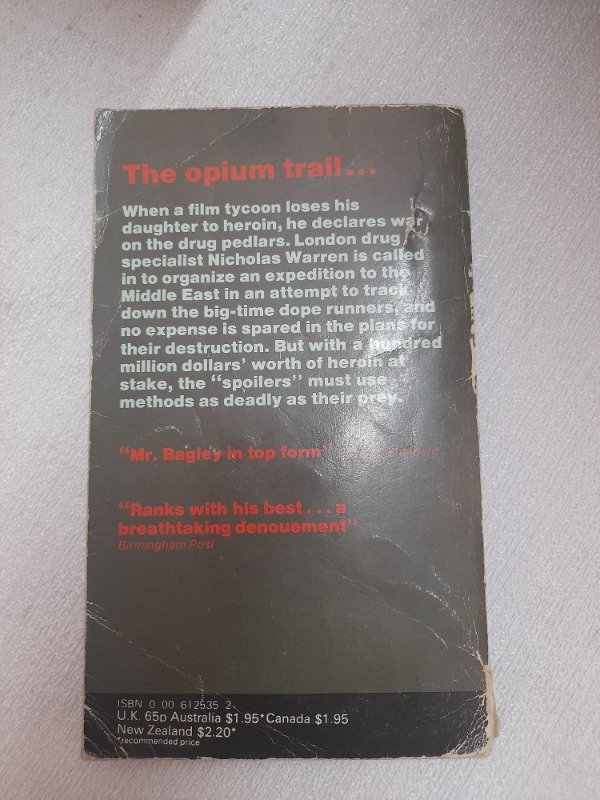 The opium trail...
When a film tycoon loses his
daughter to heroin, he declares war
on the drug pedlars. London drug
specialist Nicholas Warren is called
in to organize an expedition to the
Middle East in an attempt to track
down the big-time dope runners, and
no expense is spared in the plans for
their destruction. But with a hundred
million dollars' worth of heroin at
stake, the "spoilers" must use
methods as deadly as their prey.
"Mr. Bagley in top form"
"Ranks with his best...a
breathtaking denouement"
Birmingham Post
ISBN 0 00 612535 2
U.K. 65p Australia $1.95* Canada $1.95
New Zealand $2.20*
*recommended price